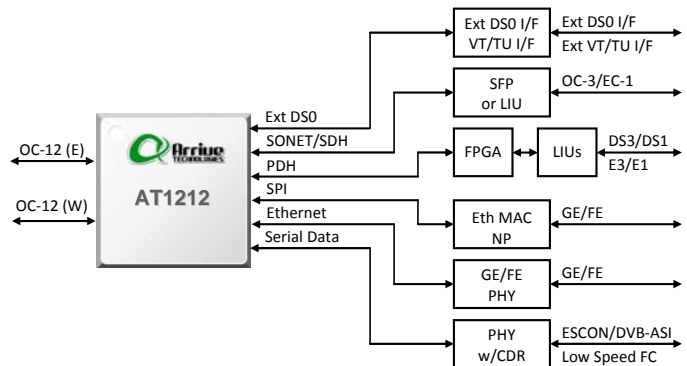 Ext DS0 I/F
VT/TU I/F
Ext DS0 I/F
Ext VT/TU I/F
SFP
or LIU
OC-3/EC-1
Ext DS0
SONET/SDH
PDH
SPI
Ethernet
Serial Data
FPGA
LIUs
DS3/DS1
E3/E1
OC-12 (E)
OC-12 (W)
Arrive
TECHNOLOGIES
AT1212
Eth MAC
NP
GE/FE
GE/FE
PHY
GE/FE
PHY
w/CDR
ESCON/DVB-ASI
Low Speed FC